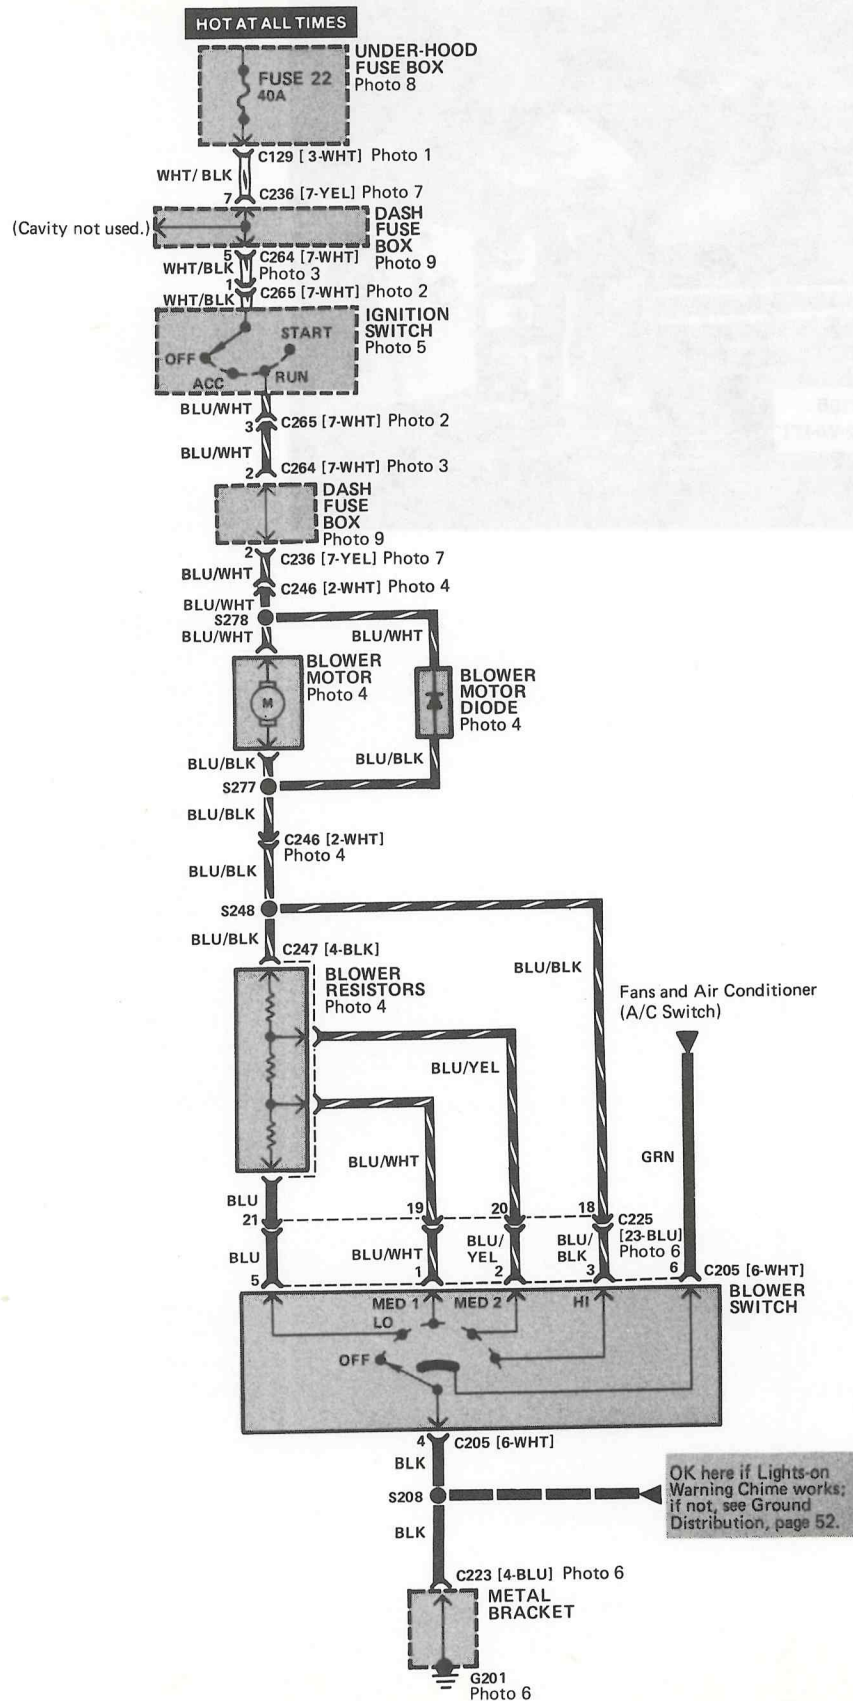 HOT AT ALL TIMES
UNDER-HOOD
FUSE BOX
Photo 8
FUSE 22
40A
C129 [3-WHT] Photo 1
WHT/BLK
7
C236 [7-YEL] Photo 7
(Cavity not used.)
DASH
FUSE
BOX
Photo 9
5
C264 [7-WHT]
Photo 3
WHT/BLK
1
C265 [7-WHT] Photo 2
WHT/BLK
IGNITION
SWITCH
Photo 5
START
OFF
ACC
RUN
BLU/WHT
3
C265 [7-WHT] Photo 2
BLU/WHT
2
C264 [7-WHT] Photo 3
DASH
FUSE
BOX
Photo 9
2
C236 [7-YEL] Photo 7
BLU/WHT
C246 [2-WHT] Photo 4
BLU/WHT
S278
BLU/WHT
BLU/WHT
BLOWER
MOTOR
Photo 4
M
BLOWER
MOTOR
DIODE
Photo 4
BLU/BLK
BLU/BLK
S277
BLU/BLK
C246 [2-WHT]
Photo 4
BLU/BLK
S248
BLU/BLK
C247 [4-BLK]
BLOWER
RESISTORS
Photo 4
BLU/BLK
Fans and Air Conditioner
(A/C Switch)
BLU/YEL
BLU/WHT
GRN
BLU
21
19
20
18
C225
[23-BLU]
Photo 6
BLU
BLU/WHT
BLU/
YEL
BLU/
BLK
5
1
2
3
6
C205 [6-WHT]
BLOWER
SWITCH
MED 1
MED 2
HI
LO
OFF
4
C205 [6-WHT]
BLK
S208
OK here if Lights-on
Warning Chime works;
if not, see Ground
Distribution, page 52.
BLK
C223 [4-BLU] Photo 6
METAL
BRACKET
G201
Photo 6